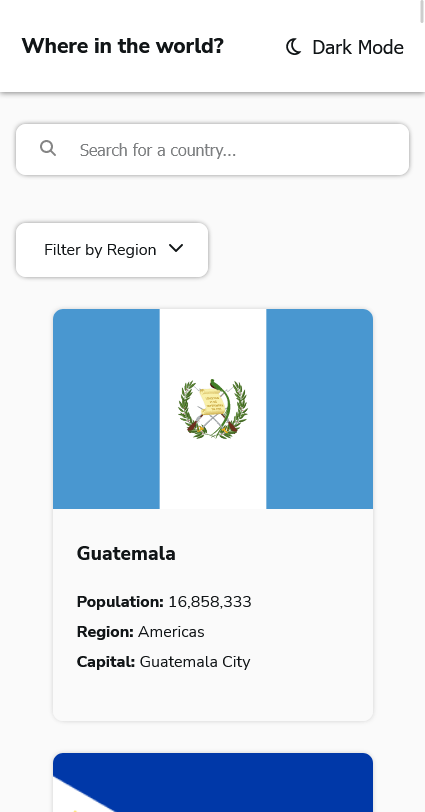 Where in the world?
Dark Mode
Search for a country...
Filter by Region
Guatemala
Population: 16,858,333
Region: Americas
Capital: Guatemala City